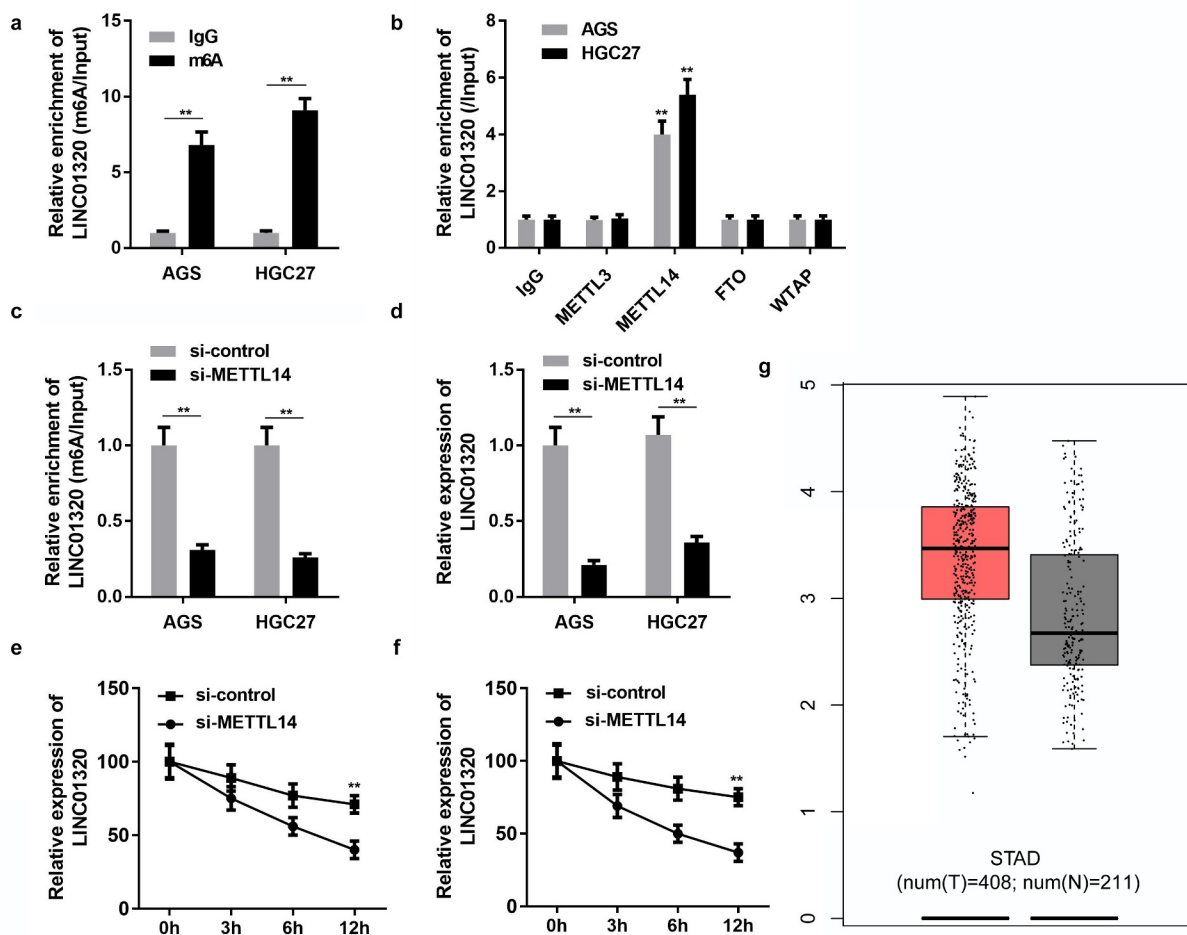 a
Relative enrichment of
LINC01320 (m6A/Input)
15
10
5
0
IgG
m6A
**
**
AGS
HGC27
b
Relative enrichment of
LINC01320 (/Input)
8
6
4
2
0
AGS
HGC27
**
**
IgG
METTL3
METTL14
FTO
WTAP
c
Relative enrichment of
LINC01320 (m6A/Input)
si-control
si-METTL14
1.5
1.0
0.5
0.0
**
**
AGS
HGC27
d
Relative expression of
LINC01320
si-control
si-METTL14
1.5
1.0
0.5
0.0
**
**
AGS
HGC27
e
Relative expression of
LINC01320
150
100
50
0
si-control
si-METTL14
**
0h
3h
6h
12h
f
Relative expression of
LINC01320
150
100
50
0
si-control
si-METTL14
**
0h
3h
6h
12h
g
5
4
3
2
1
0
STAD
(num(T)=408; num(N)=211)